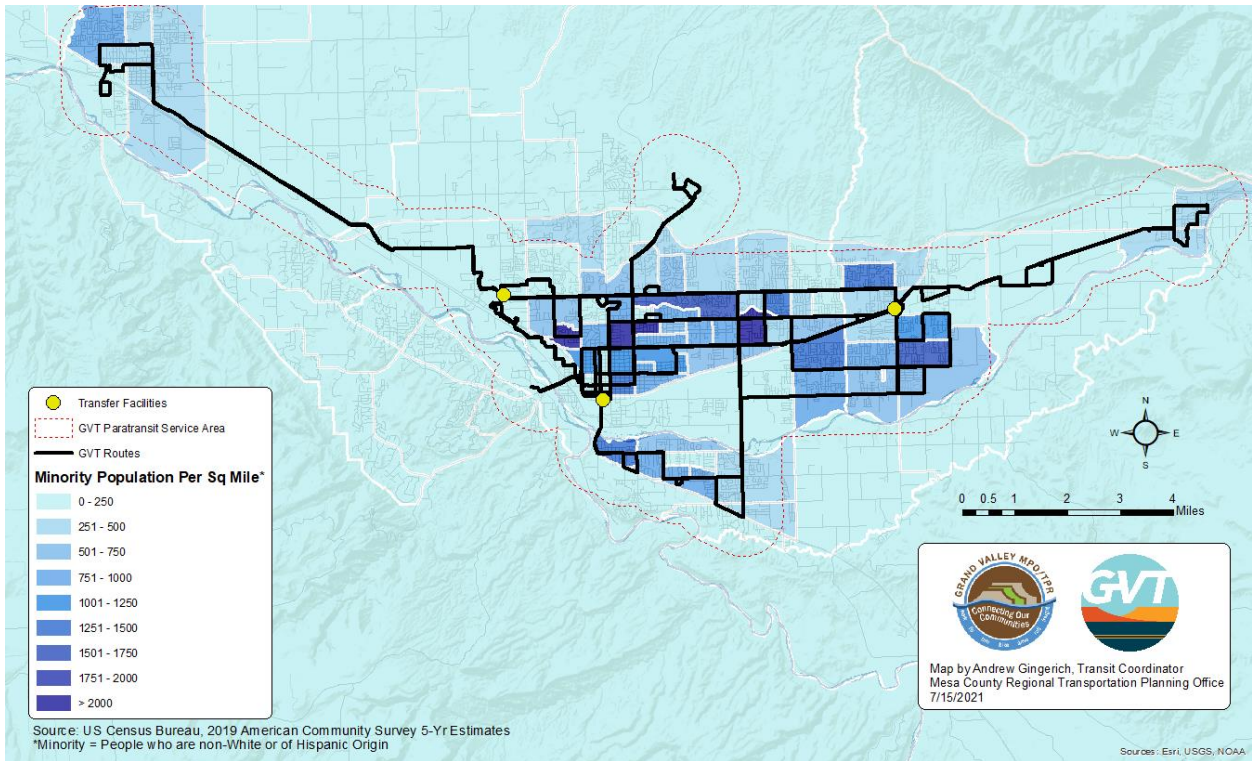 Transfer Facilities
GVT Paratransit Service Area
GVT Routes
Minority Population Per Sq Mile*
0 - 250
251 - 500
501 - 750
751 - 1000
1001 - 1250
1251 - 1500
1501 - 1750
1751 - 2000
> 2000
Source: US Census Bureau, 2019 American Community Survey 5-Yr Estimates
*Minority = People who are non-White or of Hispanic Origin
N
W E
S
0 0.5 1 2 3 4
Miles
GRAND VALLEY MPO/TPR
Connecting Our
Communities
GVT
Map by Andrew Gingerich, Transit Coordinator
Mesa County Regional Transportation Planning Office
7/15/2021
Sources: Esri, USGS, NOAA